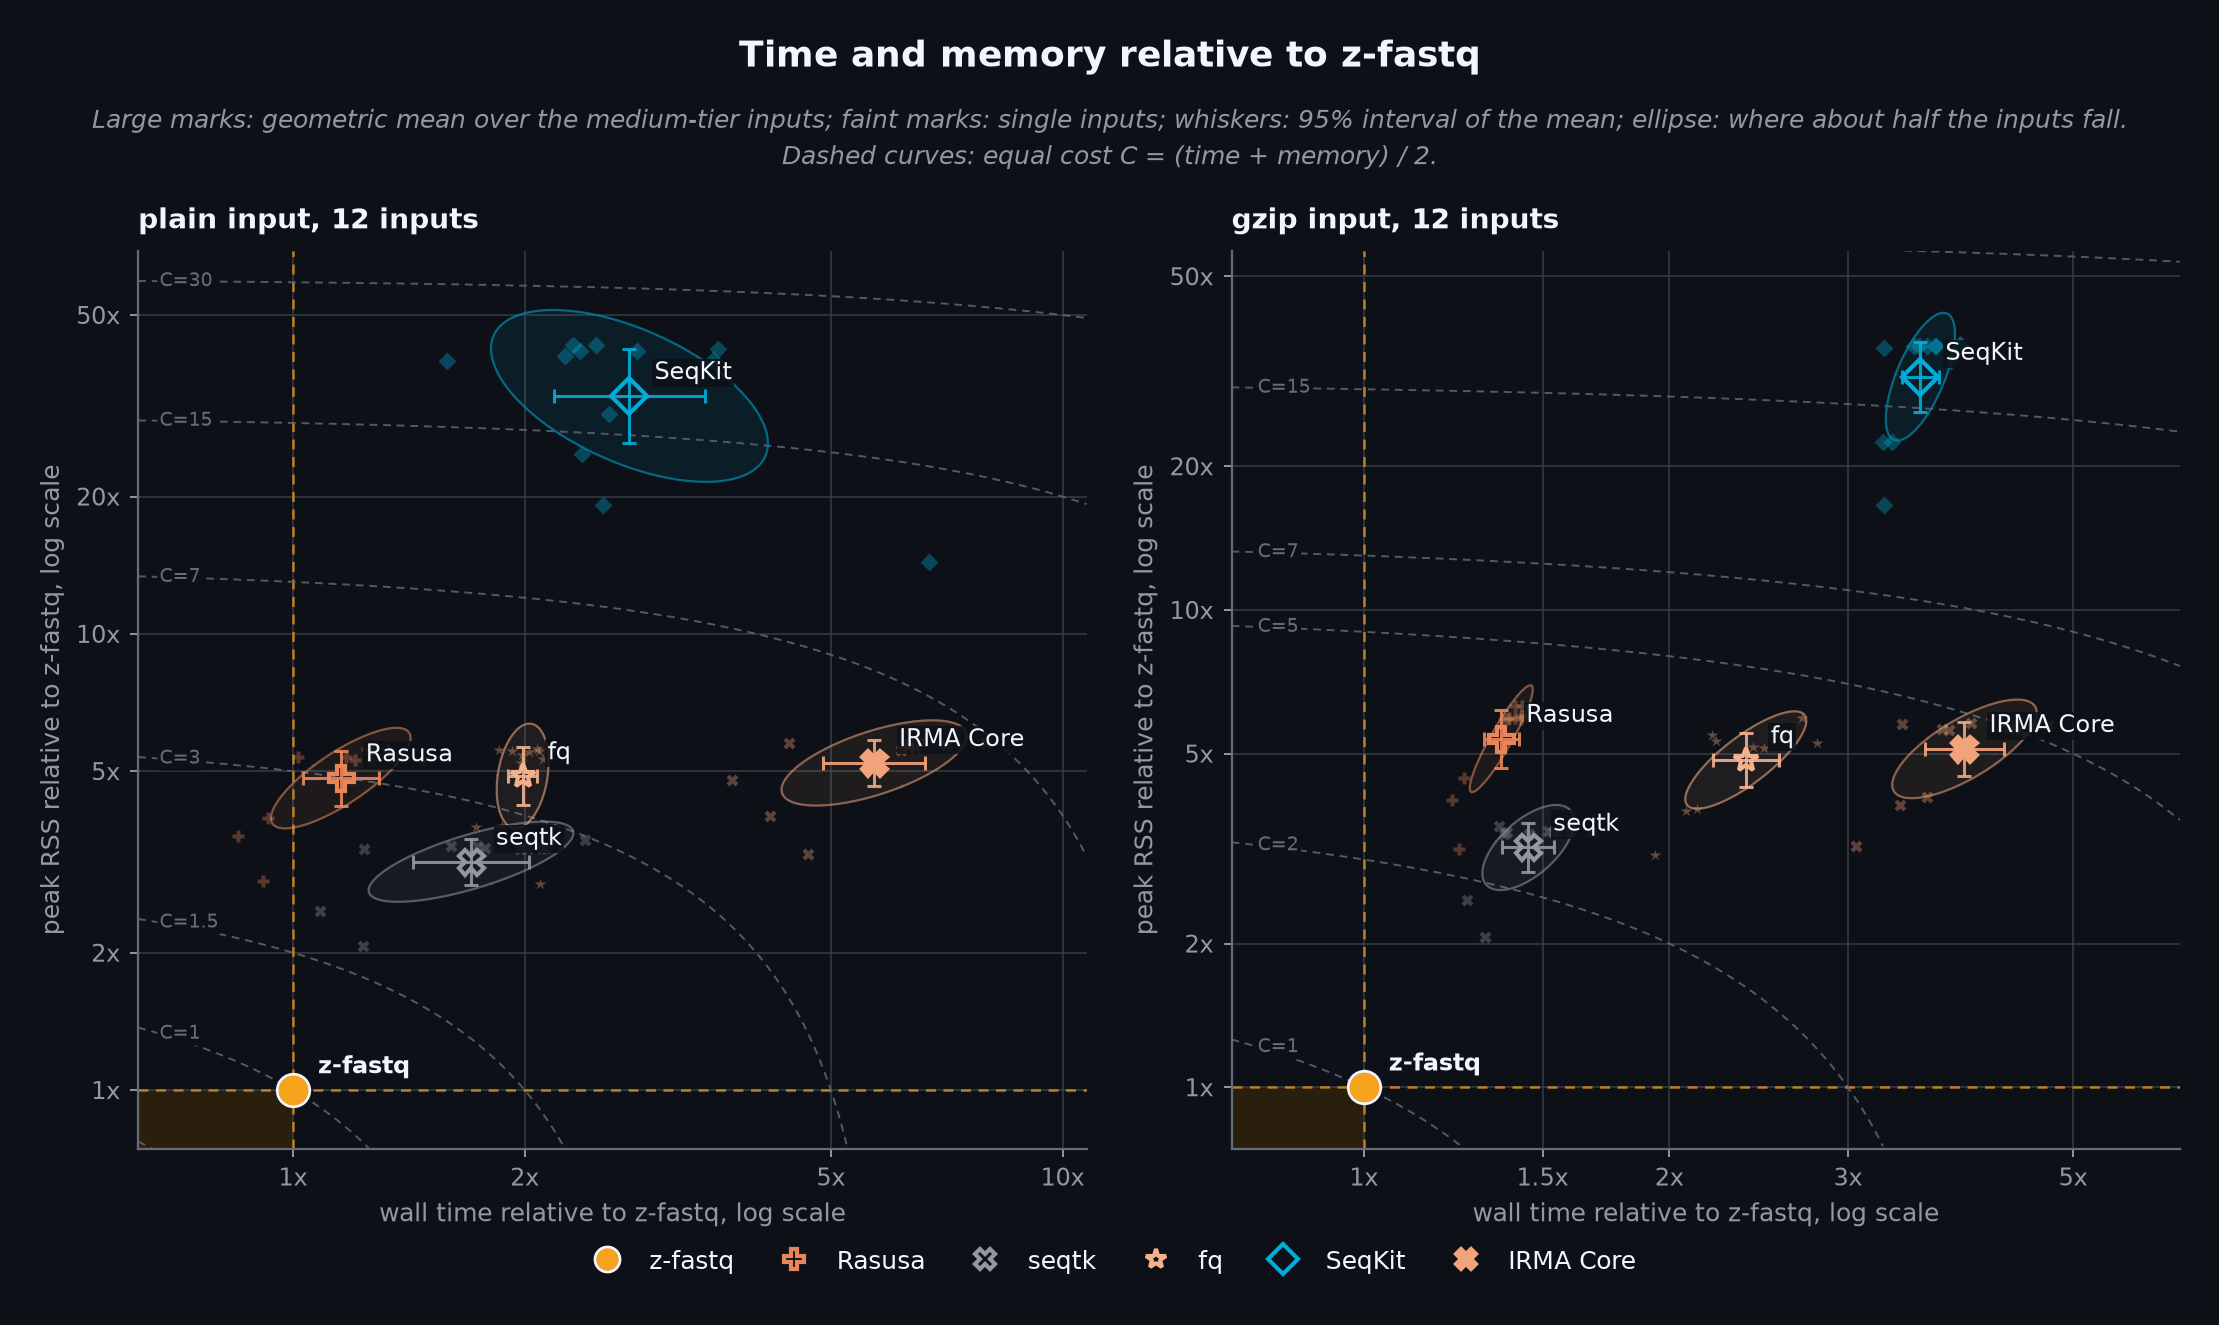 Time and memory relative to z-fastq
Large marks: geometric mean over the medium-tier inputs; faint marks: single inputs; whiskers: 95% interval of the mean; ellipse: where about half the inputs fall.
Dashed curves: equal cost C = (time + memory) / 2.
plain input, 12 inputs
peak RSS relative to z-fastq, log scale
50x
20x
10x
5x
2x
1x
C=30
C=15
C=7
C=3
C=1.5
C=1
SeqKit
Rasusa
fq
IRMA Core
seqtk
z-fastq
1x
2x
5x
10x
wall time relative to z-fastq, log scale
gzip input, 12 inputs
peak RSS relative to z-fastq, log scale
50x
20x
10x
5x
2x
1x
C=15
C=7
C=5
C=2
C=1
SeqKit
Rasusa
fq
IRMA Core
seqtk
z-fastq
1x
1.5x
2x
3x
5x
wall time relative to z-fastq, log scale
z-fastq
Rasusa
seqtk
fq
SeqKit
IRMA Core